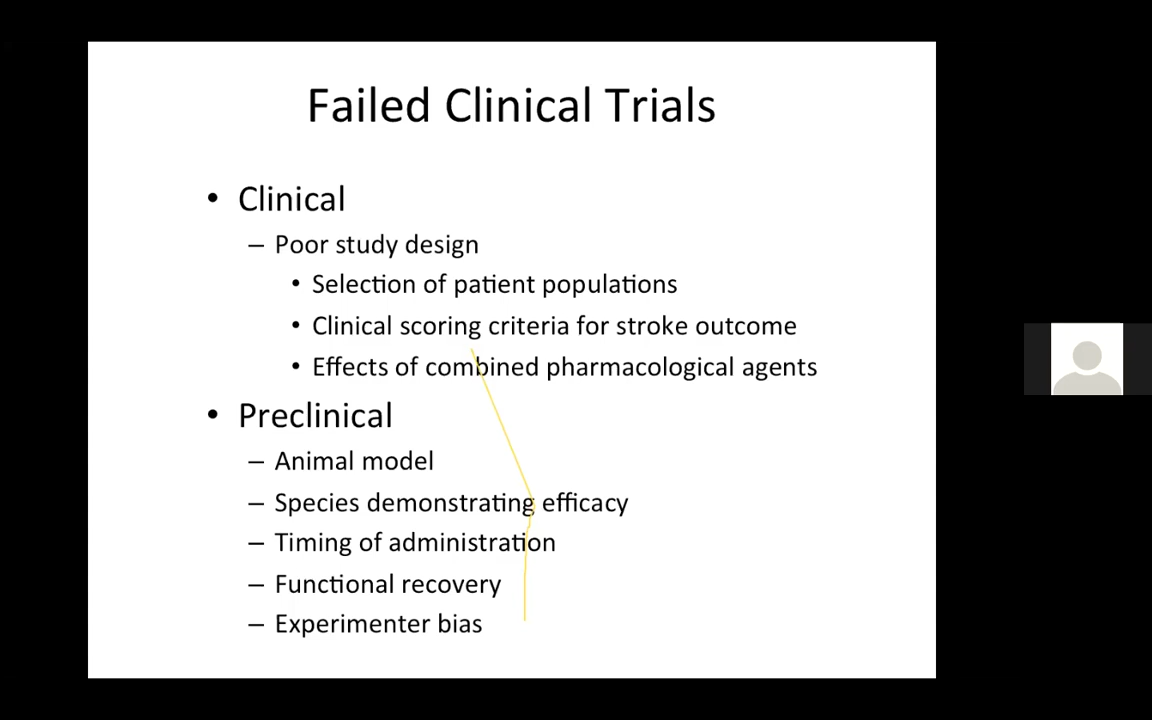 Failed Clinical Trials
• Clinical
– Poor study design
• Selection of patient populations
• Clinical scoring criteria for stroke outcome
• Effects of combined pharmacological agents
• Preclinical
– Animal model
– Species demonstrating efficacy
– Timing of administration
– Functional recovery
– Experimenter bias